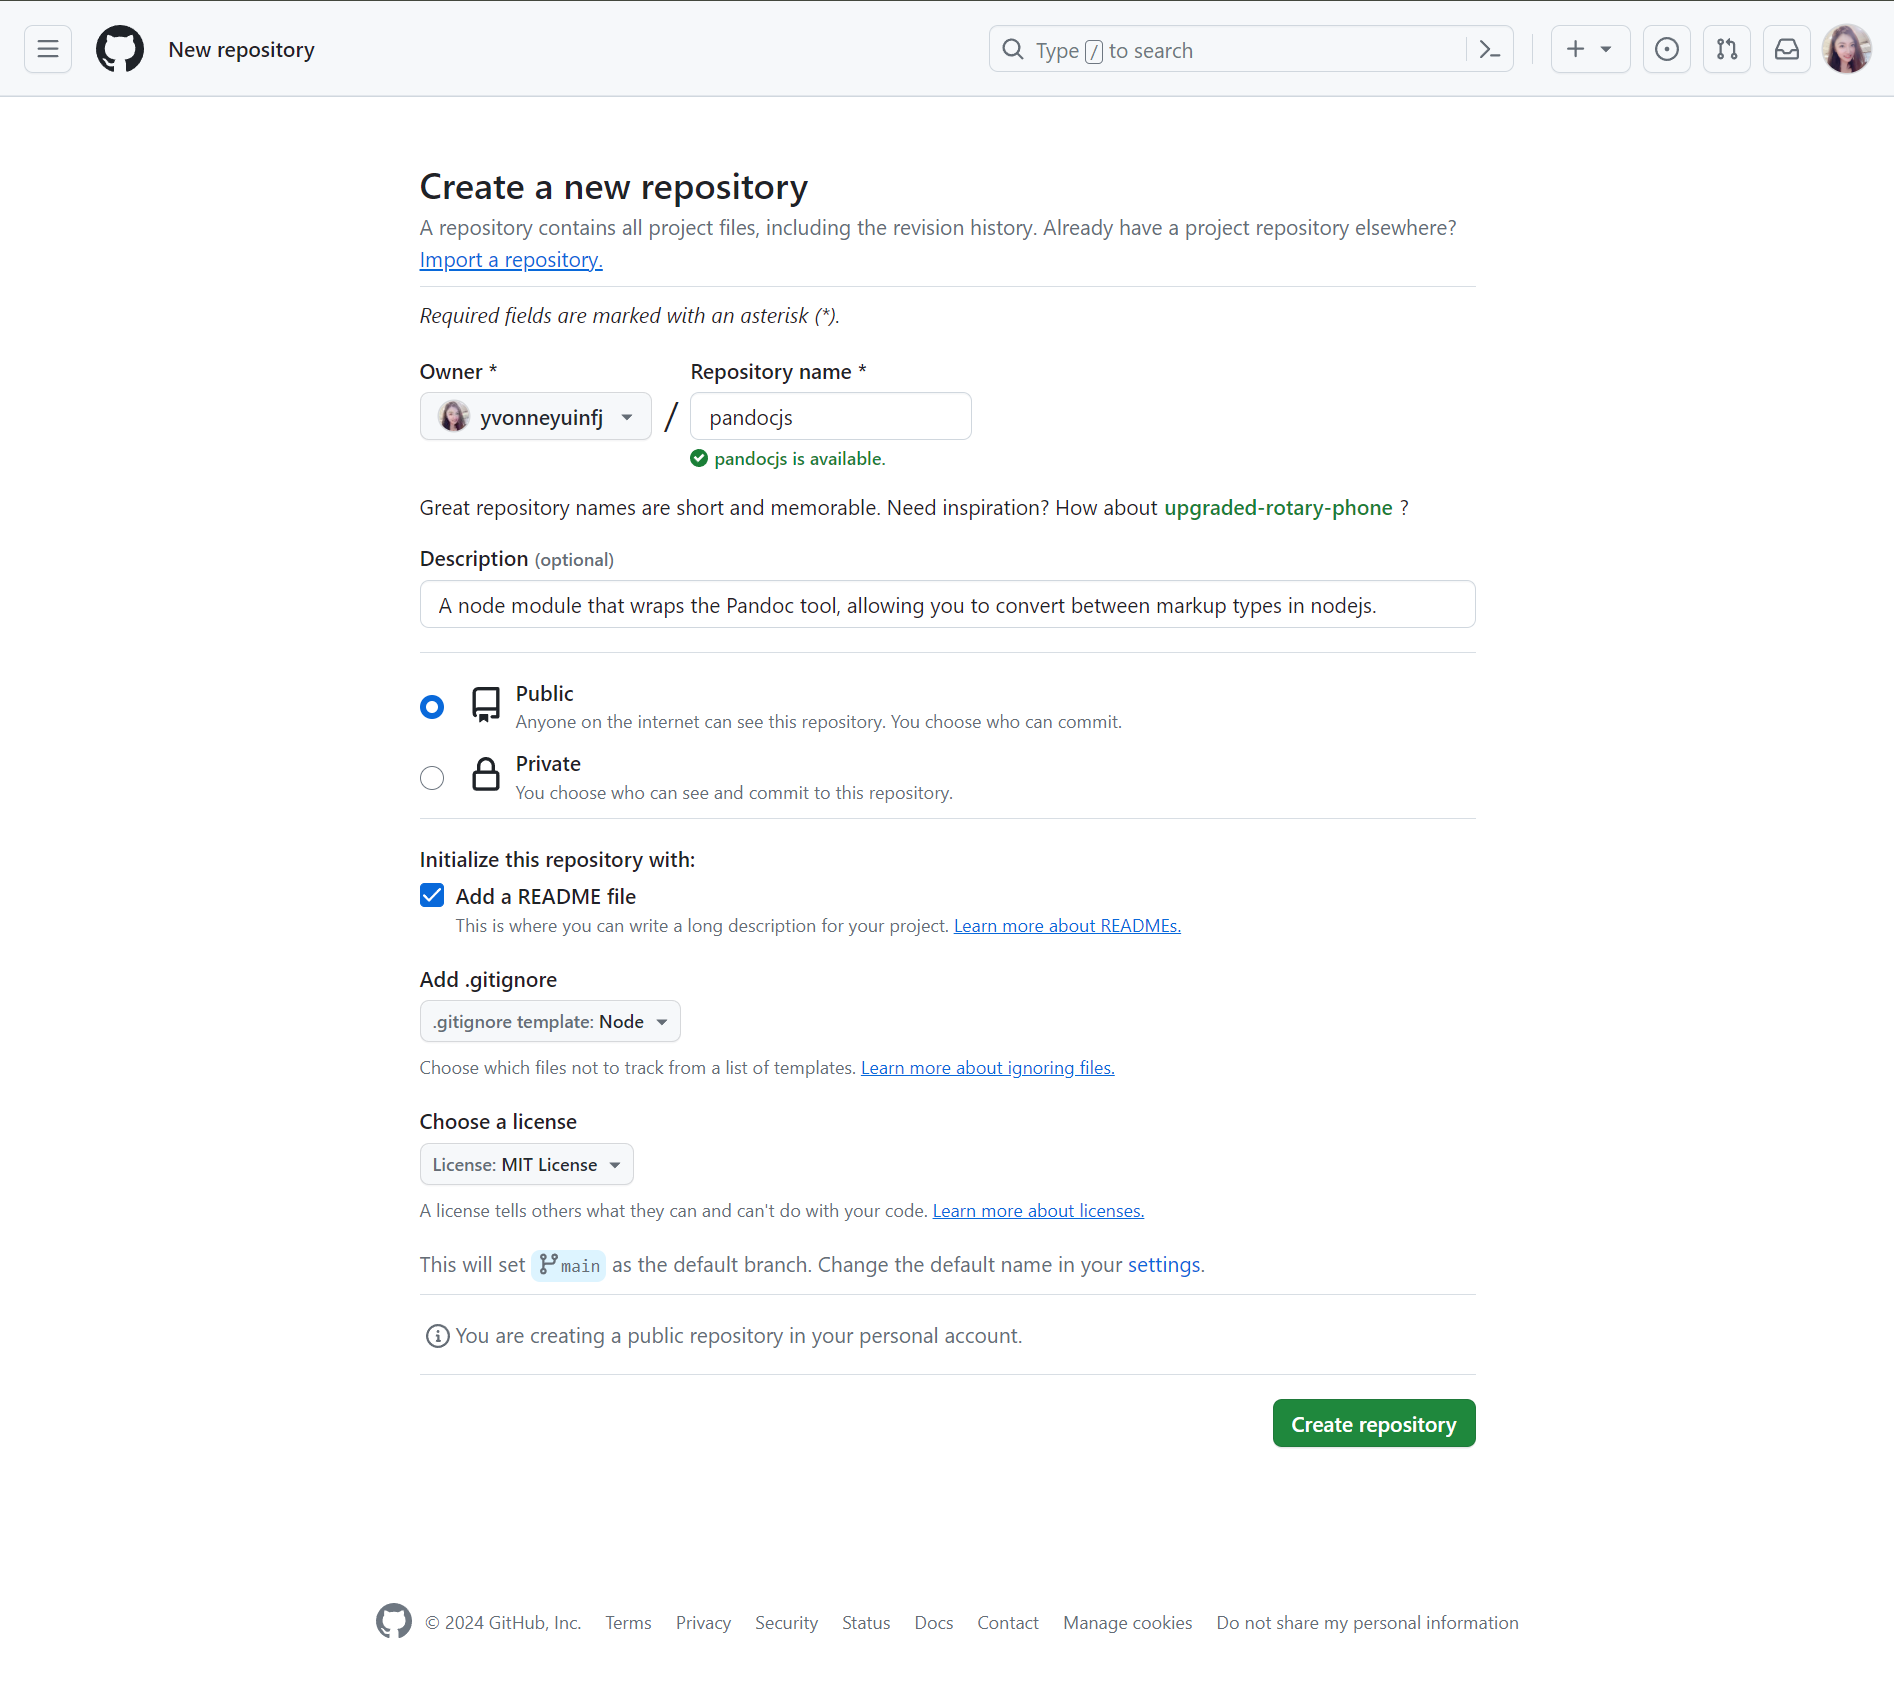 New repository
Type / to search
Create a new repository
A repository contains all project files, including the revision history. Already have a project repository elsewhere?
Import a repository.
Required fields are marked with an asterisk (*).
Owner *
Repository name *
yvonneyuinfj
/
pandocjs
pandocjs is available.
Great repository names are short and memorable. Need inspiration? How about upgraded-rotary-phone ?
Description (optional)
A node module that wraps the Pandoc tool, allowing you to convert between markup types in nodejs.
Public
Anyone on the internet can see this repository. You choose who can commit.
Private
You choose who can see and commit to this repository.
Initialize this repository with:
Add a README file
This is where you can write a long description for your project. Learn more about READMEs.
Add .gitignore
.gitignore template: Node
Choose which files not to track from a list of templates. Learn more about ignoring files.
Choose a license
License: MIT License
A license tells others what they can and can't do with your code. Learn more about licenses.
This will set main as the default branch. Change the default name in your settings.
You are creating a public repository in your personal account.
Create repository
© 2024 GitHub, Inc. Terms Privacy Security Status Docs Contact Manage cookies Do not share my personal information